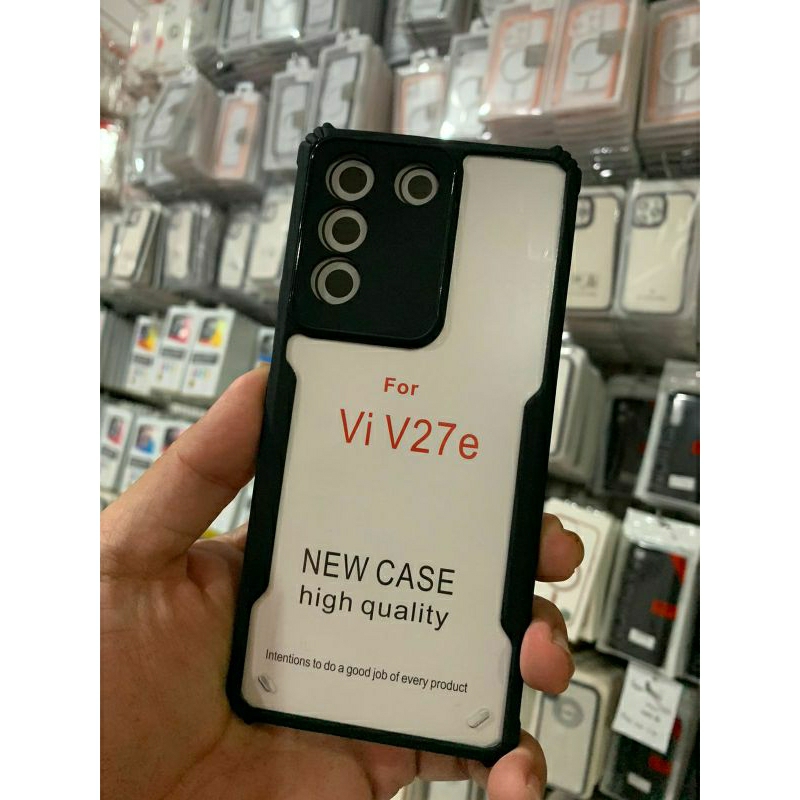 For
Vi V27e
NEW CASE
high quality
Intentions to do a good job of every product